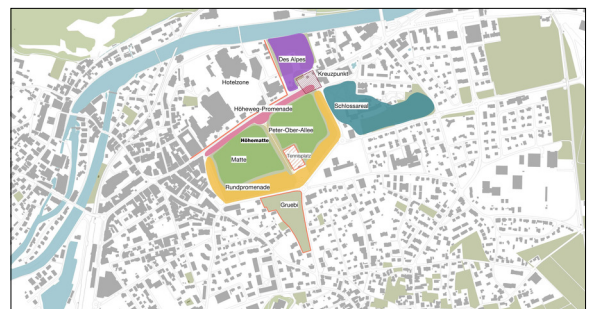 Des Alpes
Kreuzpunkt
Hotelzone
Schlossareal
Höheweg-Promenade
Peter-Ober-Allee
Höhematte
Tennisplatz
Matte
Rundpromenade
Gruebi